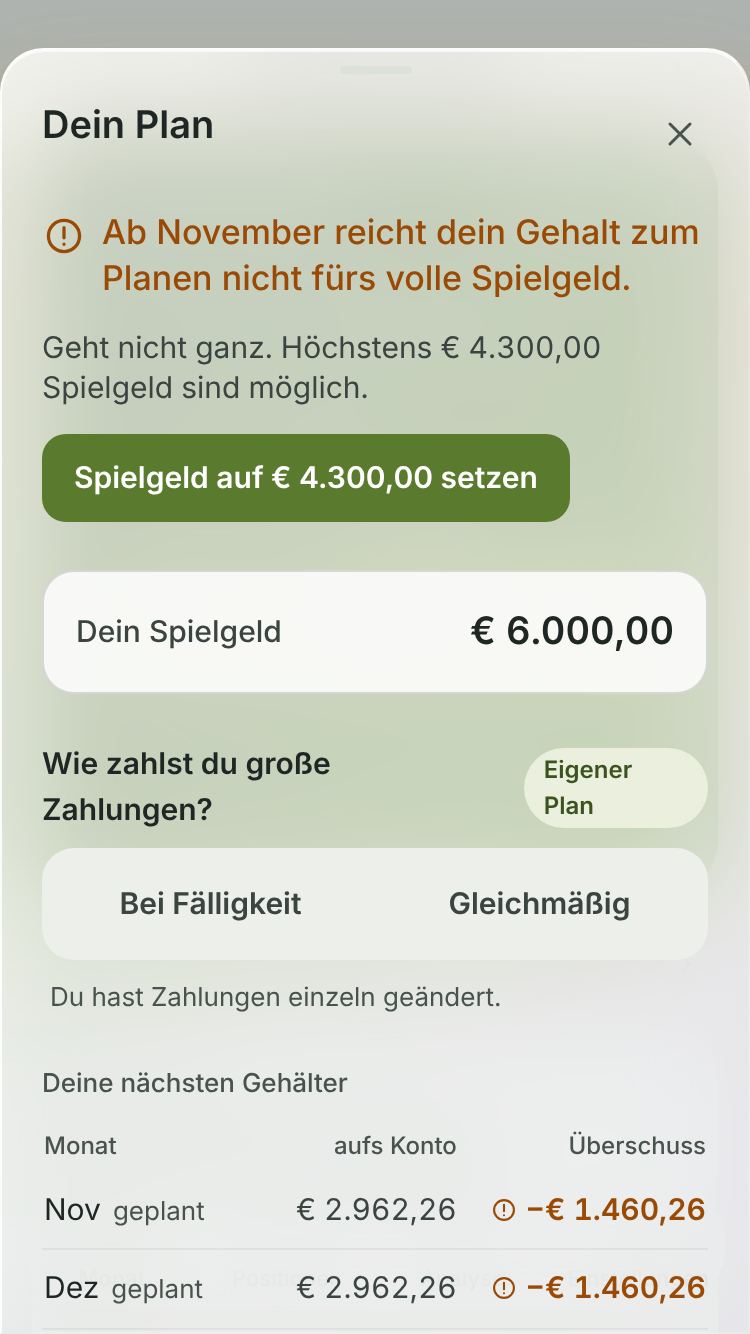 Dein Plan
Ab November reicht dein Gehalt zum
Planen nicht fürs volle Spielgeld.
Geht nicht ganz. Höchstens € 4.300,00
Spielgeld sind möglich.
Spielgeld auf € 4.300,00 setzen
Dein Spielgeld € 6.000,00
Wie zahlst du große
Zahlungen?
Eigener
Plan
Bei Fälligkeit Gleichmäßig
Du hast Zahlungen einzeln geändert.
Deine nächsten Gehälter
Monat aufs Konto Überschuss
Nov geplant € 2.962,26 −€ 1.460,26
Dez geplant € 2.962,26 −€ 1.460,26